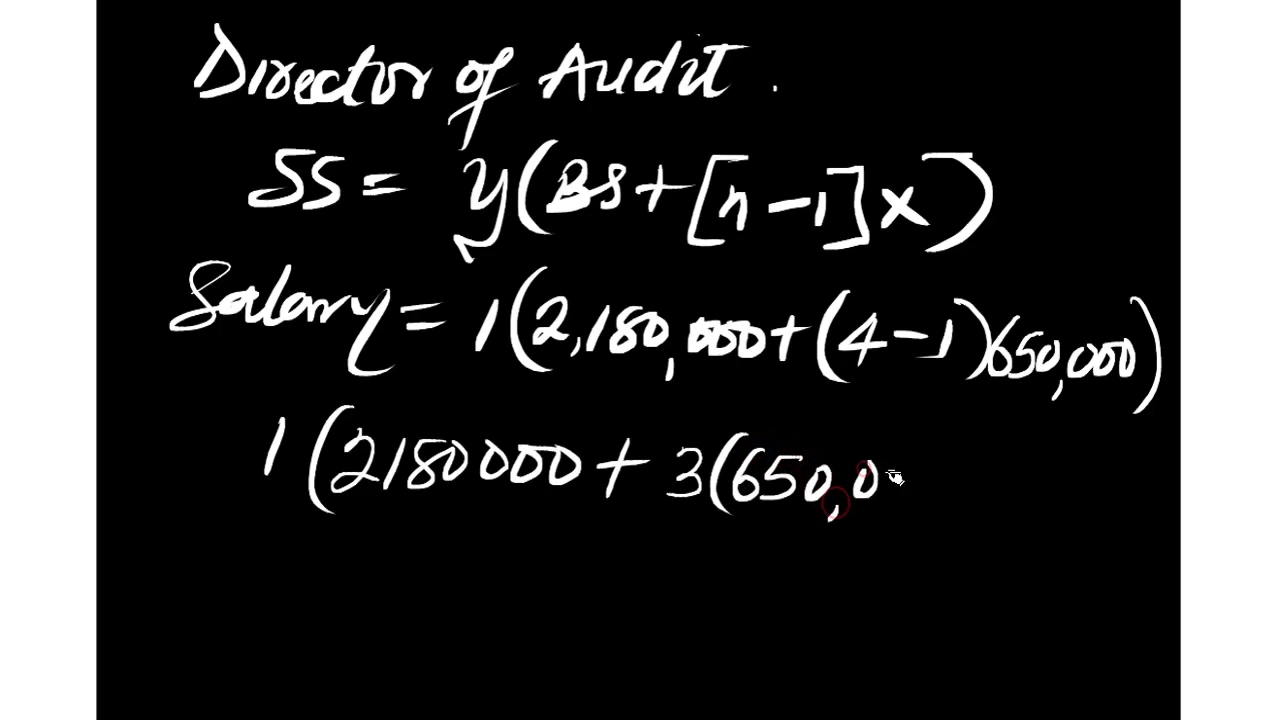 Director of Audit.
SS = y(BS + [n - 1]x)
Salary = 1(2,180,000 + (4 - 1)650,000)
1(2180000 + 3(650,0